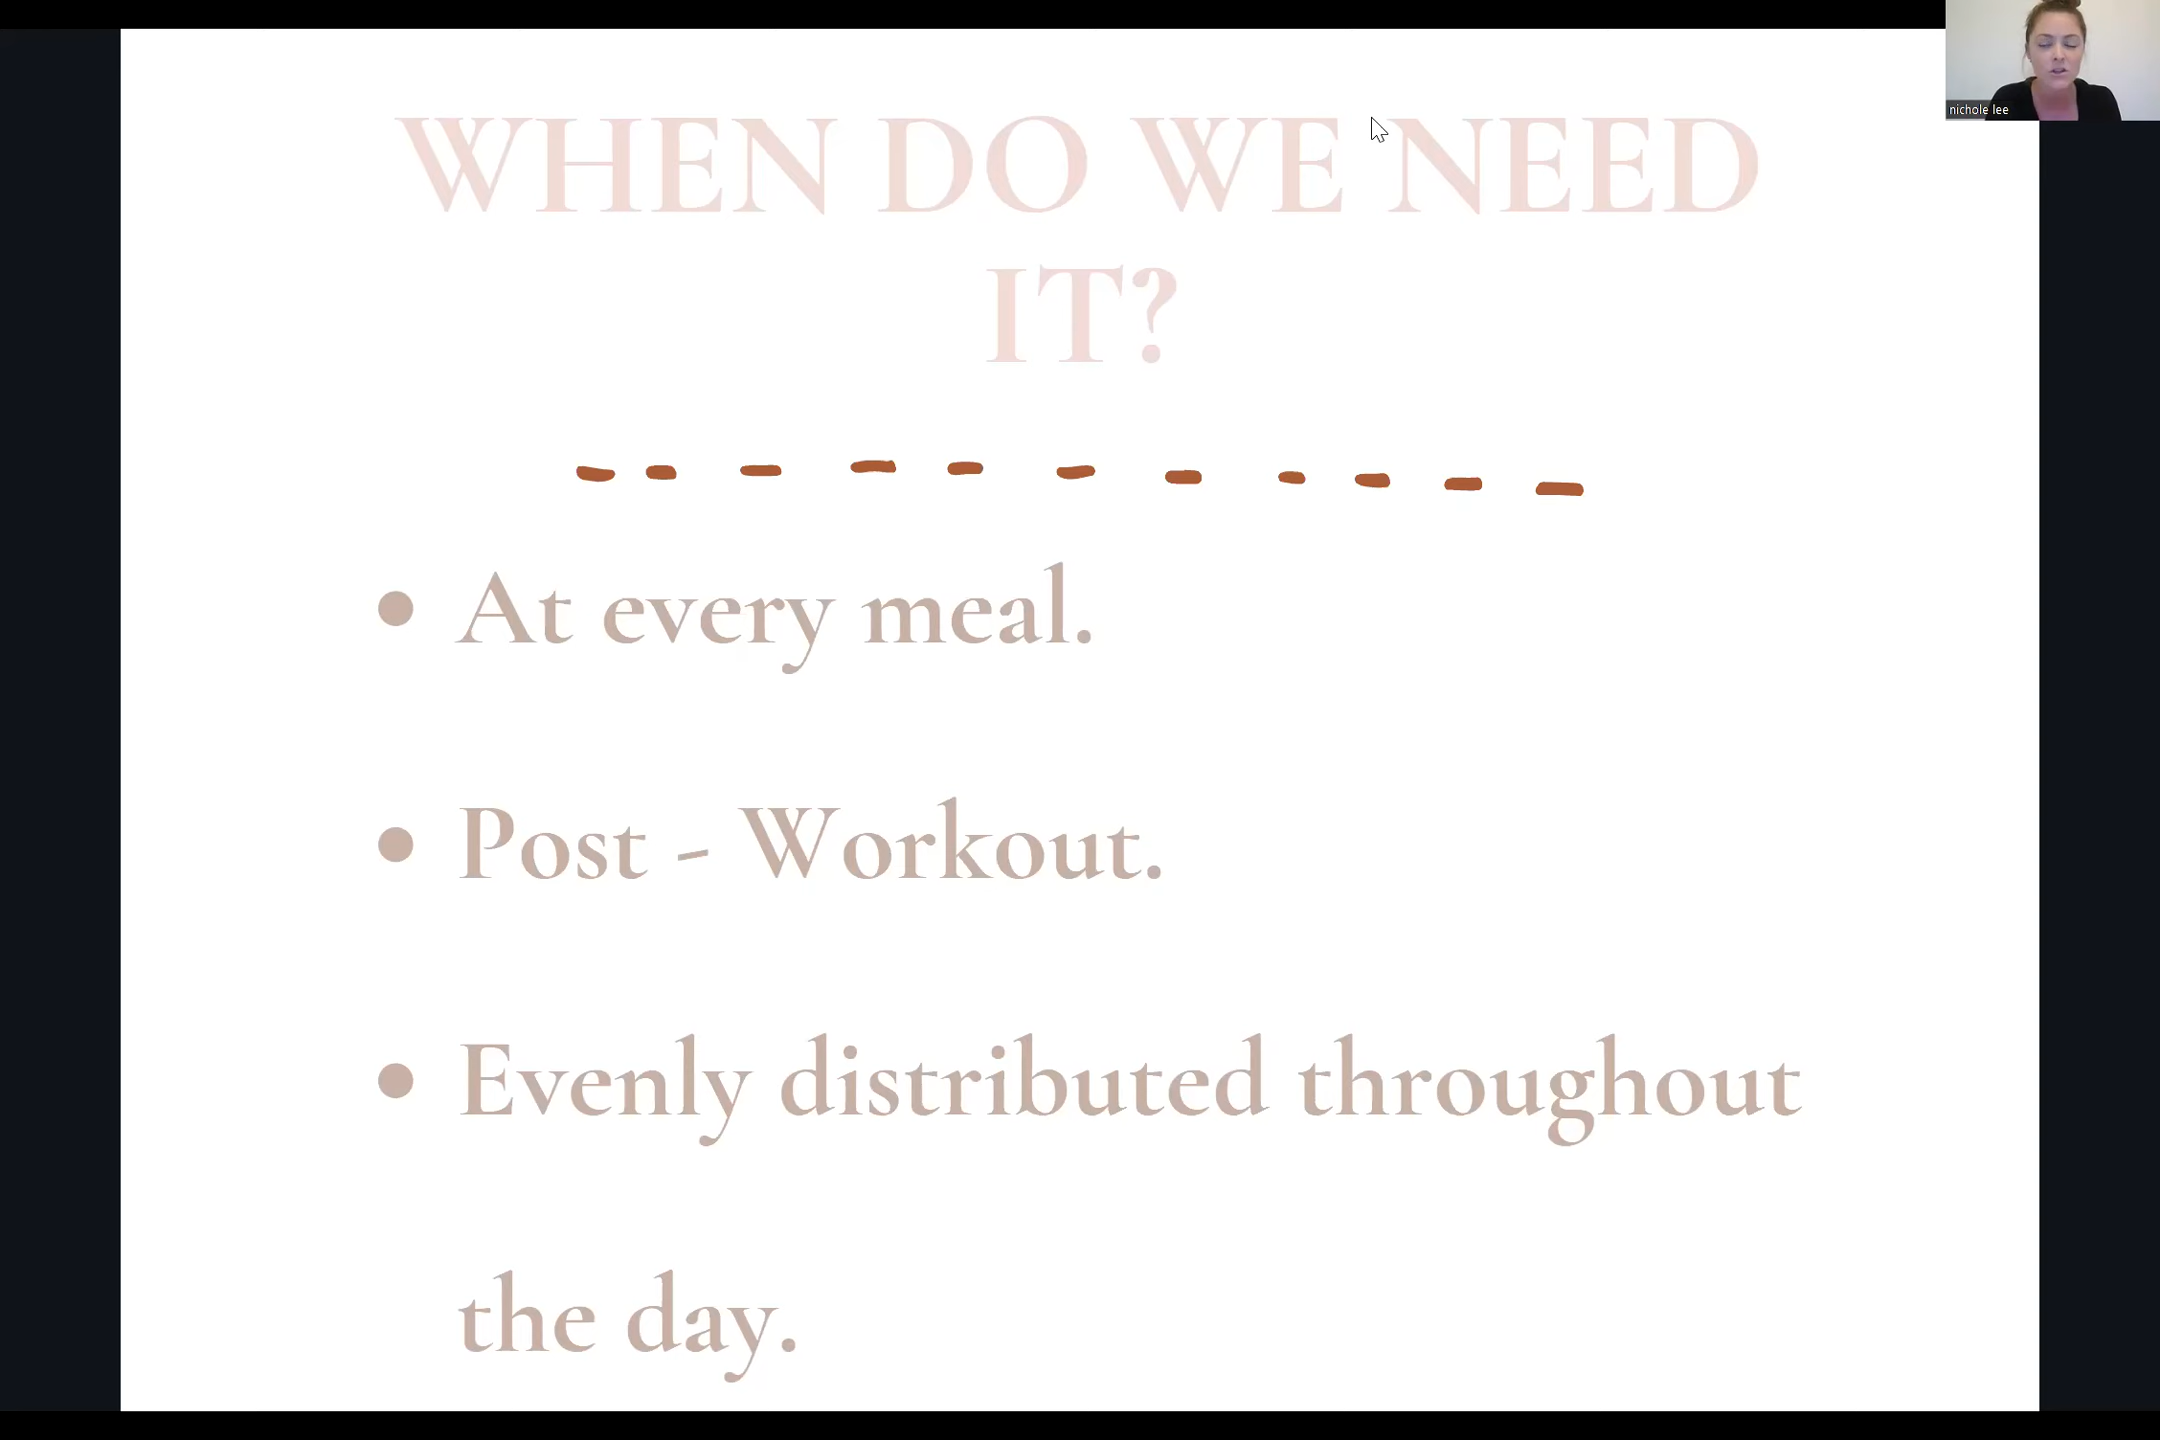 WHEN DO WE NEED
IT?
nichole lee
• At every meal.
• Post - Workout.
• Evenly distributed throughout
the day.